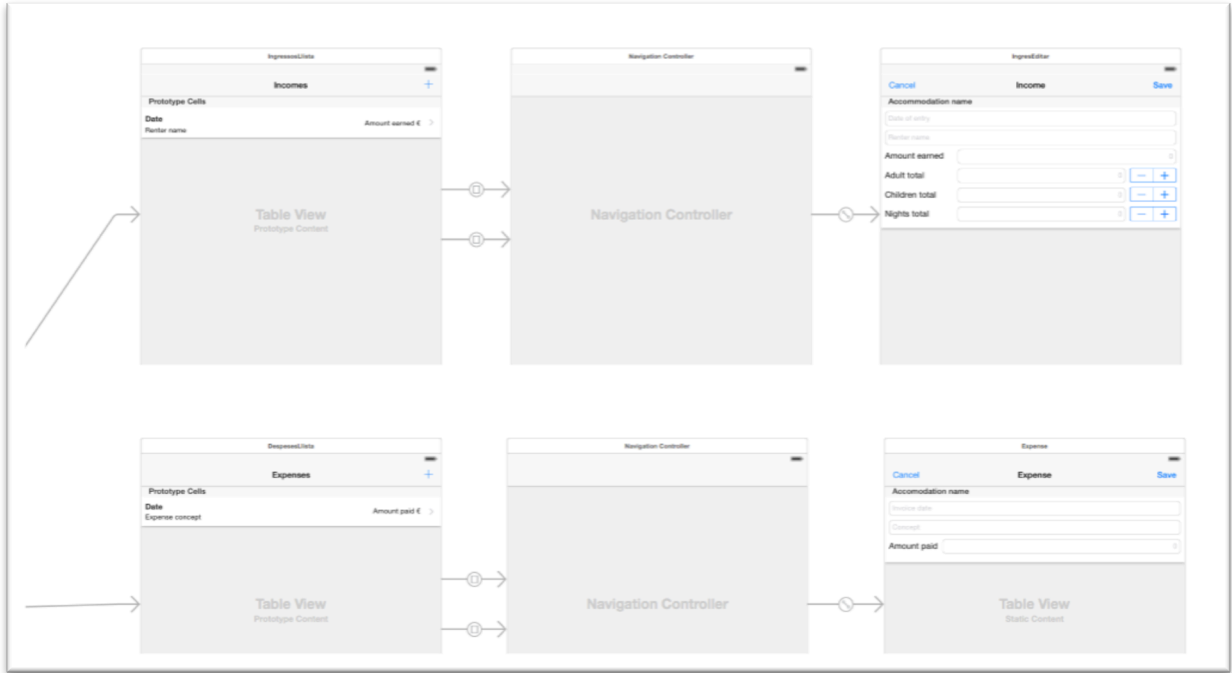 IngressosLlista
Incomes +
Prototype Cells
Date
Renter name
Amount earned €
Table View
Prototype Content
Navigation Controller
Navigation Controller
IngresEditor
Cancel Income Save
Accommodation name
Date of entry
Renter name
Amount earned
Adult total − +
Children total − +
Nights total − +
DespesesLlista
Expenses +
Prototype Cells
Date
Expense concept
Amount paid €
Table View
Prototype Content
Navigation Controller
Navigation Controller
Expense
Cancel Expense Save
Accomodation name
Invoice date
Concept
Amount paid
Table View
Static Content